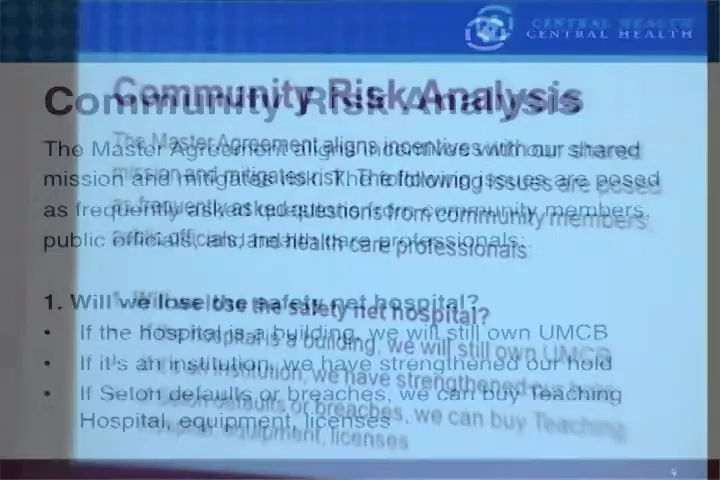 CENTRAL HEALTH
Community Risk Analysis
The Master Agreement aligns incentives with our shared
mission and mitigates risk. The following issues are posed
as frequently asked questions from community members,
public officials, and health care professionals:
1. Will we lose the safety net hospital?
• If the hospital is a building, we will still own UMCB
• If it's an institution, we have strengthened our hold
• If Seton defaults or breaches, we can buy Teaching
Hospital, equipment, licenses